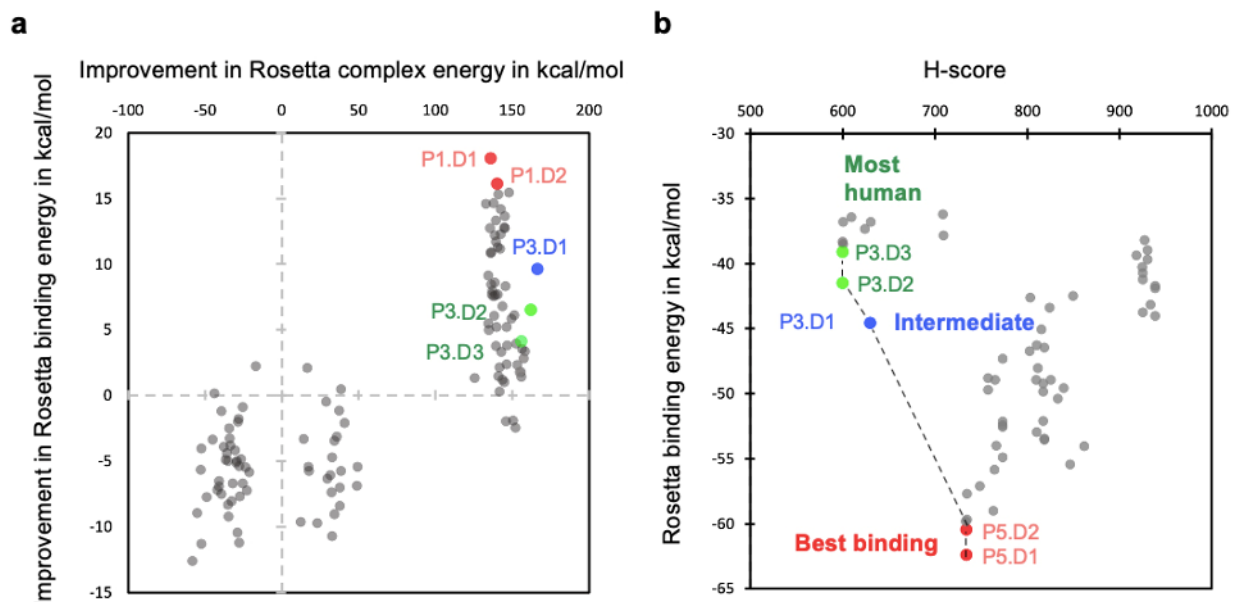 a
b
Improvement in Rosetta complex energy in kcal/mol
H-score
-100 -50 0 50 100 150 200
500 600 700 800 900 1000
mprovement in Rosetta binding energy in kcal/mol
20
15
10
5
0
-5
-10
-15
P1.D1
P1.D2
P3.D1
P3.D2
P3.D3
Rosetta binding energy in kcal/mol
-30
-35
-40
-45
-50
-55
-60
-65
Most
human
P3.D3
P3.D2
P3.D1 Intermediate
Best binding
P5.D2
P5.D1